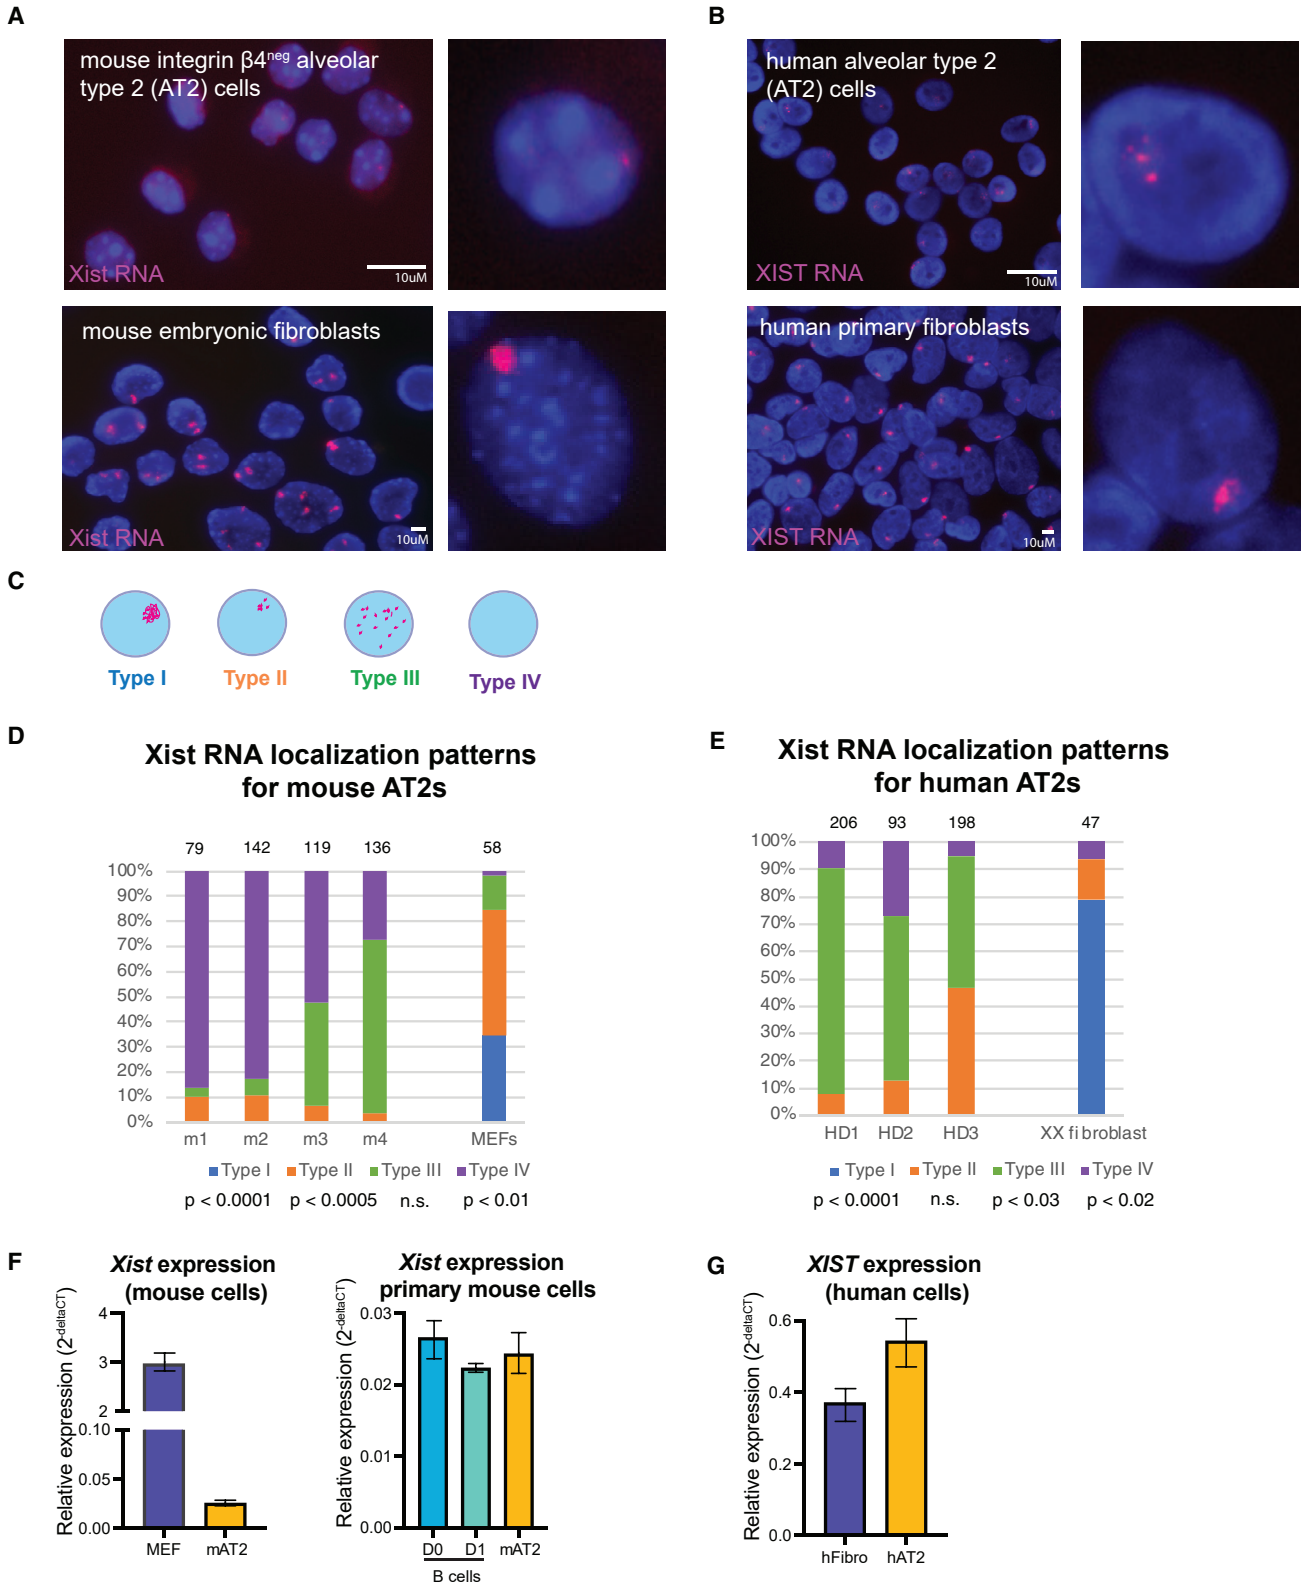 A
mouse integrin β4neg alveolar
type 2 (AT2) cells
Xist RNA
10uM
mouse embryonic fibroblasts
Xist RNA
10uM
B
human alveolar type 2
(AT2) cells
XIST RNA
10uM
human primary fibroblasts
XIST RNA
10uM
C
Type I Type II Type III Type IV
D
Xist RNA localization patterns
for mouse AT2s
79 142 119 136 58
100%
90%
80%
70%
60%
50%
40%
30%
20%
10%
0%
m1 m2 m3 m4 MEFs
Type I Type II Type III Type IV
p < 0.0001 p < 0.0005 n.s. p < 0.01
E
Xist RNA localization patterns
for human AT2s
206 93 198 47
100%
90%
80%
70%
60%
50%
40%
30%
20%
10%
0%
HD1 HD2 HD3 XX fibroblast
Type I Type II Type III Type IV
p < 0.0001 n.s. p < 0.03 p < 0.02
F
Xist expression
(mouse cells)
Relative expression (2-deltaCT)
4
3
2
0.10
0.05
0.00
MEF mAT2
Xist expression
primary mouse cells
Relative expression (2-deltaCT)
0.03
0.02
0.01
0.00
D0 D1 mAT2
B cells
G
XIST expression
(human cells)
Relative expression (2-deltaCT)
0.6
0.4
0.2
0.0
hFibro hAT2